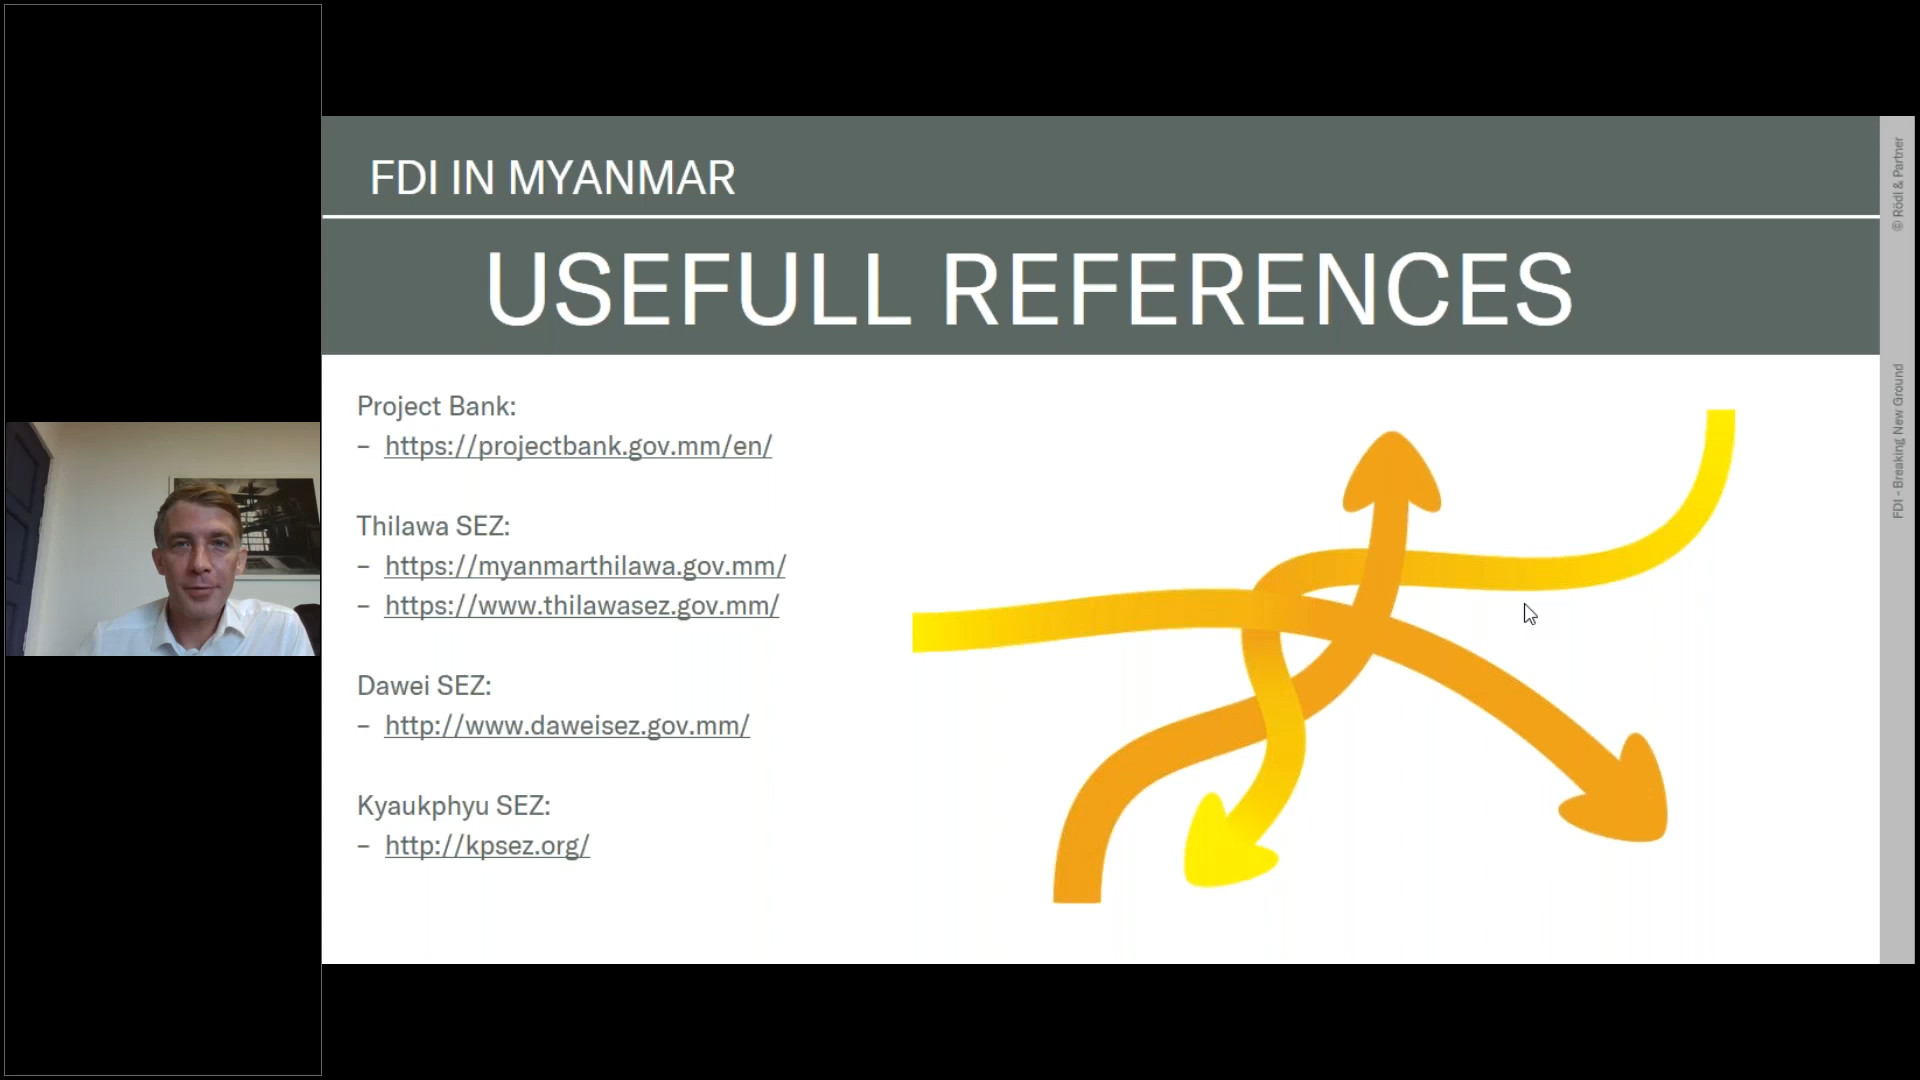 FDI IN MYANMAR
USEFULL REFERENCES
Project Bank:
– https://projectbank.gov.mm/en/
Thilawa SEZ:
– https://myanmarthilawa.gov.mm/
– https://www.thilawasez.gov.mm/
Dawei SEZ:
– http://www.daweisez.gov.mm/
Kyaukphyu SEZ:
– http://kpsez.org/
© Rödl & Partner
FDI - Breaking New Ground